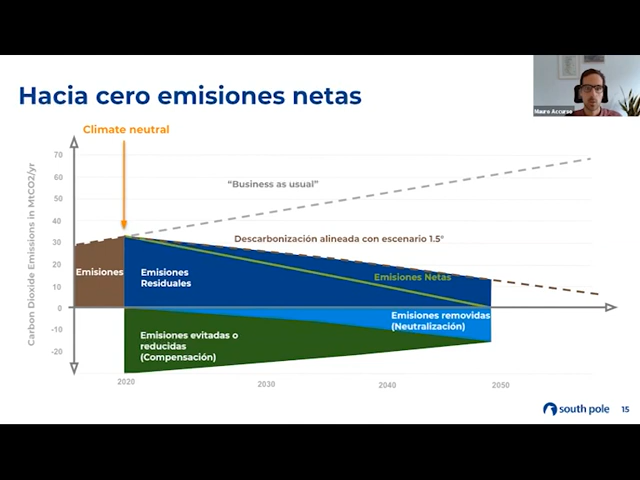 Hacia cero emisiones netas
Mauro Accurso
Climate neutral
Carbon Dioxide Emissions in MtCO2/yr
70
60
50
40
30
20
10
0
-10
-20
"Business as usual"
Descarbonización alineada con escenario 1.5°
Emisiones
Emisiones
Residuales
Emisiones Netas
Emisiones removidas
(Neutralización)
Emisiones evitadas o
reducidas
(Compensación)
2020
2030
2040
2050
south pole
15